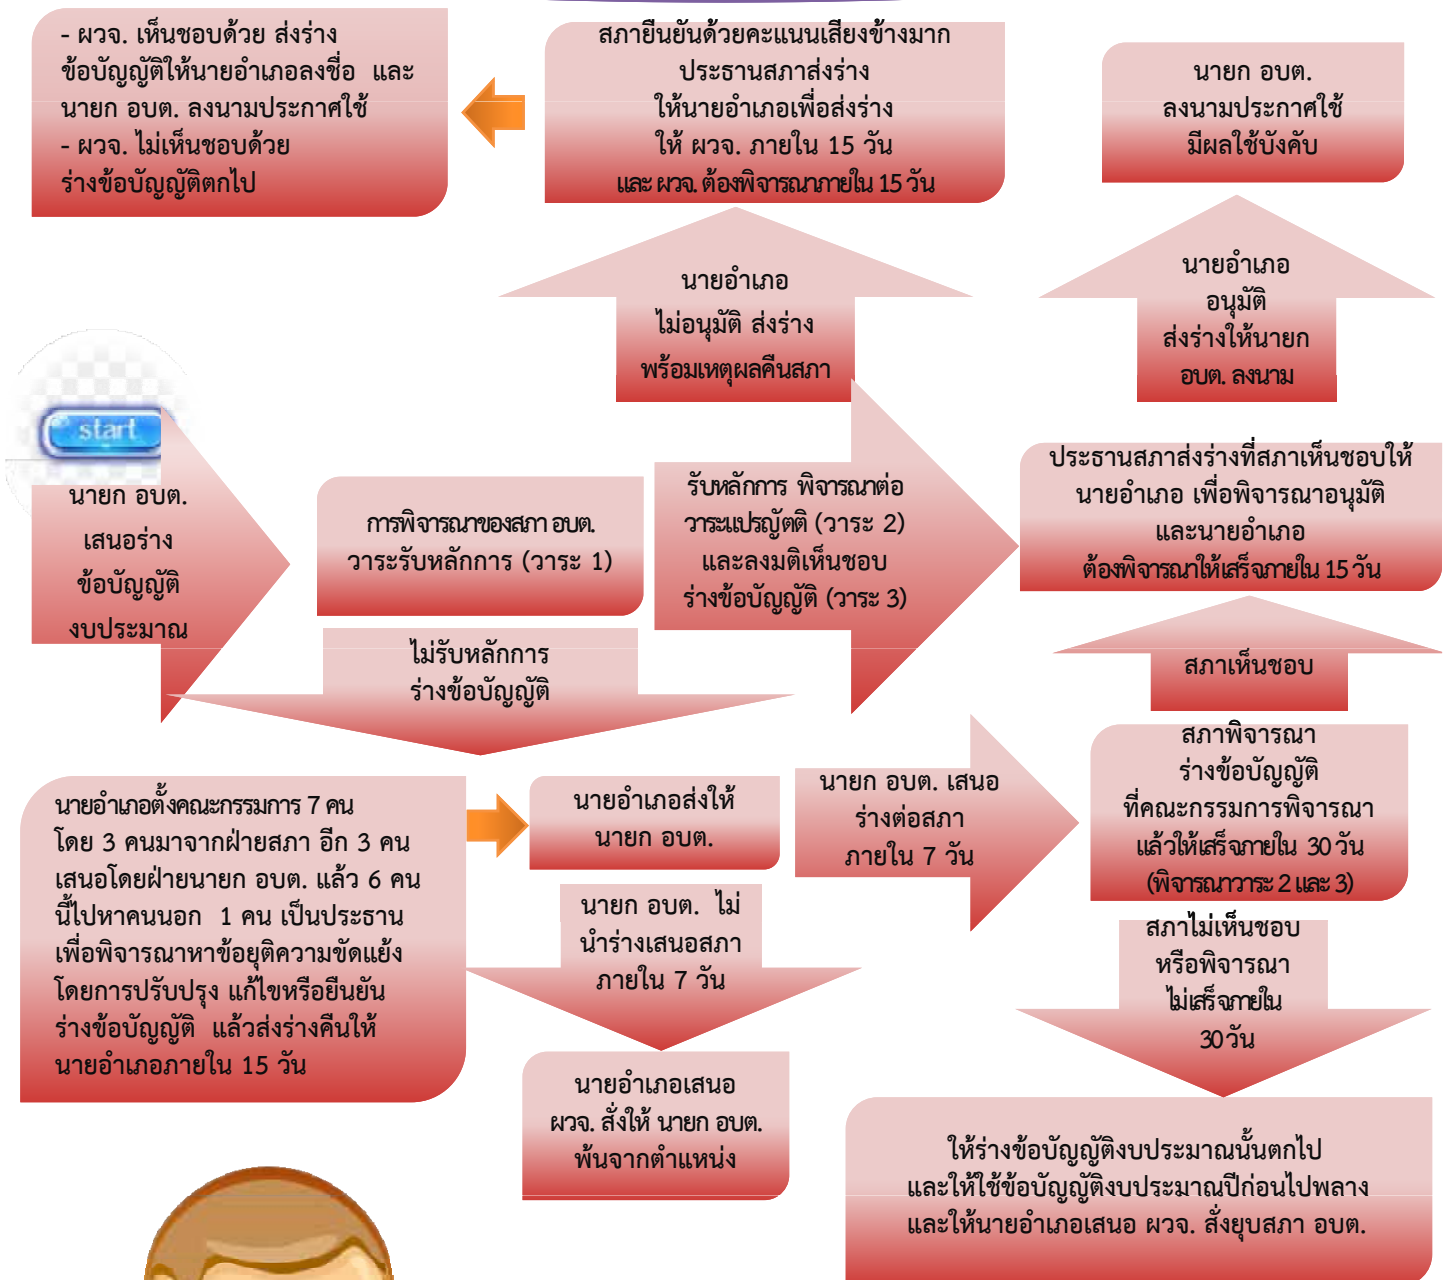 - ผวจ. เห็นชอบด้วย ส่งร่าง
ข้อบัญญัติให้นายอำเภอลงชื่อ และ
นายก อบต. ลงนามประกาศใช้
- ผวจ. ไม่เห็นชอบด้วย
ร่างข้อบัญญัติตกไป
สภายืนยันด้วยคะแนนเสียงข้างมาก
ประธานสภาส่งร่าง
ให้นายอำเภอเพื่อส่งร่าง
ให้ ผวจ. ภายใน 15 วัน
และ ผวจ. ต้องพิจารณาภายใน 15 วัน
นายก อบต.
ลงนามประกาศใช้
มีผลใช้บังคับ
นายอำเภอ
ไม่อนุมัติ ส่งร่าง
พร้อมเหตุผลคืนสภา
นายอำเภอ
อนุมัติ
ส่งร่างให้นายก
อบต. ลงนาม
start
นายก อบต.
เสนอร่าง
ข้อบัญญัติ
งบประมาณ
การพิจารณาของสภา อบต.
วาระรับหลักการ (วาระ 1)
รับหลักการ พิจารณาต่อ
วาระแปรญัตติ (วาระ 2)
และลงมติเห็นชอบ
ร่างข้อบัญญัติ (วาระ 3)
ประธานสภาส่งร่างที่สภาเห็นชอบให้
นายอำเภอ เพื่อพิจารณาอนุมัติ
และนายอำเภอ
ต้องพิจารณาให้เสร็จภายใน 15 วัน
ไม่รับหลักการ
ร่างข้อบัญญัติ
สภาเห็นชอบ
นายอำเภอตั้งคณะกรรมการ 7 คน
โดย 3 คนมาจากฝ่ายสภา อีก 3 คน
เสนอโดยฝ่ายนายก อบต. แล้ว 6 คน
นี้ไปหาคนนอก 1 คน เป็นประธาน
เพื่อพิจารณาหาข้อยุติความขัดแย้ง
โดยการปรับปรุง แก้ไขหรือยืนยัน
ร่างข้อบัญญัติ แล้วส่งร่างคืนให้
นายอำเภอภายใน 15 วัน
นายอำเภอส่งให้
นายก อบต.
นายก อบต. เสนอ
ร่างต่อสภา
ภายใน 7 วัน
สภาพิจารณา
ร่างข้อบัญญัติ
ที่คณะกรรมการพิจารณา
แล้วให้เสร็จภายใน 30 วัน
(พิจารณาวาระ 2 และ 3)
นายก อบต. ไม่
นำร่างเสนอสภา
ภายใน 7 วัน
สภาไม่เห็นชอบ
หรือพิจารณา
ไม่เสร็จภายใน
30 วัน
นายอำเภอเสนอ
ผวจ. สั่งให้ นายก อบต.
พ้นจากตำแหน่ง
ให้ร่างข้อบัญญัติงบประมาณนั้นตกไป
และให้ใช้ข้อบัญญัติงบประมาณปีก่อนไปพลาง
และให้นายอำเภอเสนอ ผวจ. สั่งยุบสภา อบต.